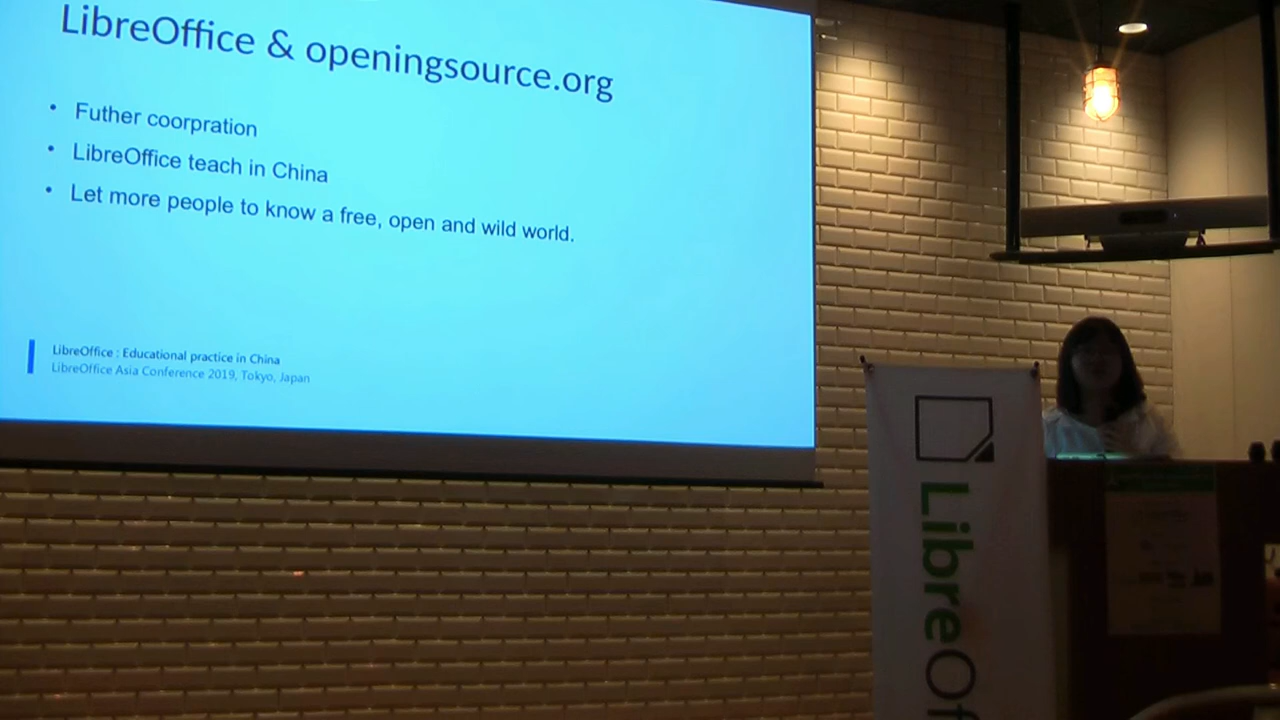 LibreOffice & openingsource.org
• Futher coorpration
• LibreOffice teach in China
• Let more people to know a free, open and wild world.
LibreOffice : Educational practice in China
LibreOffice Asia Conference 2019, Tokyo, Japan
LibreOf